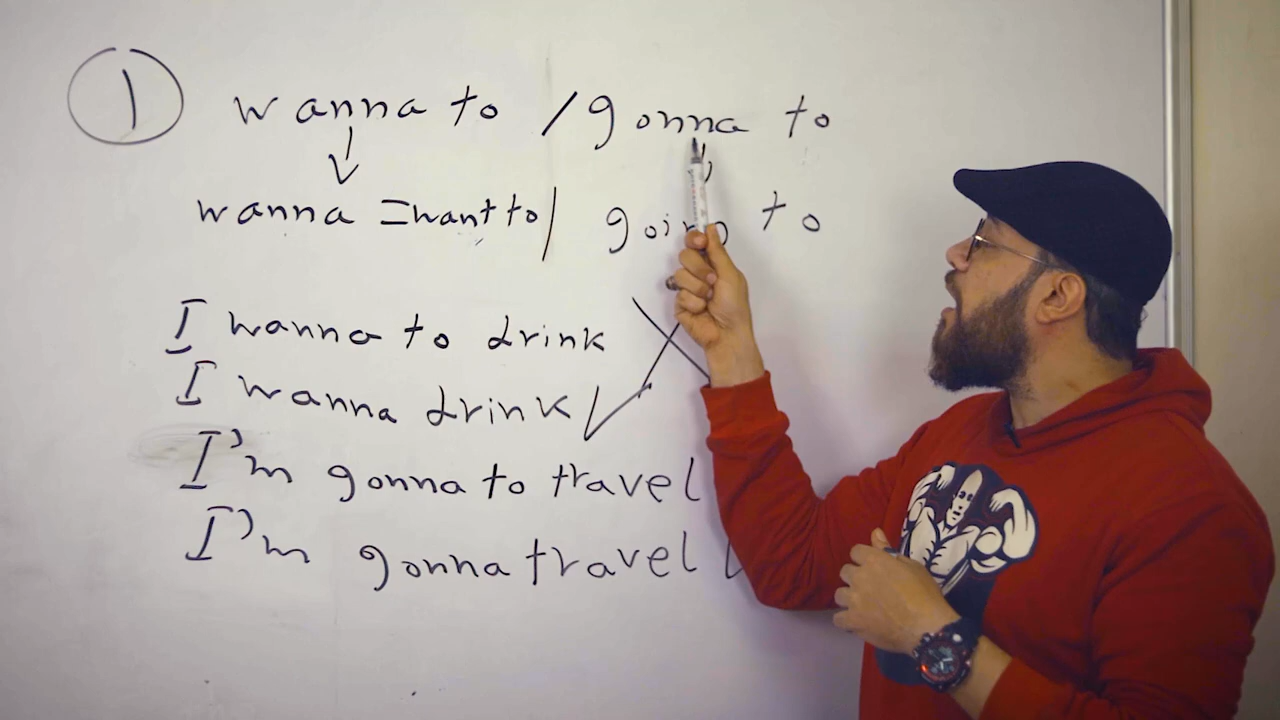 1 wanna to / gonna to
wanna = want to / going to
I wanna to drink
I wanna drink
I'm gonna to travel
I'm gonna travel